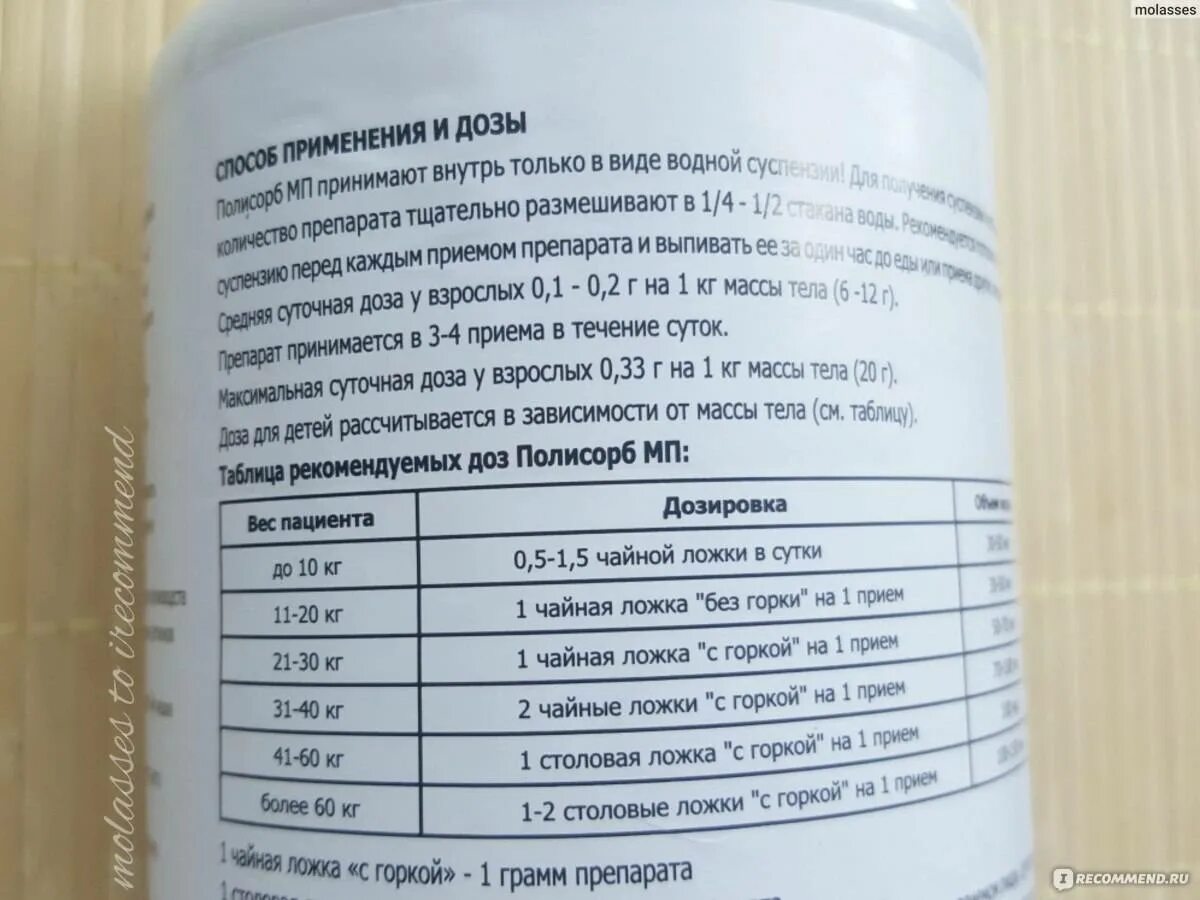 molasses
СПОСОБ ПРИМЕНЕНИЯ И ДОЗЫ
Полисорб МП принимают внутрь только в виде водной суспензии! Для получения суспензии
количество препарата тщательно размешивают в 1/4 - 1/2 стакана воды. Рекомендуется
суспензию перед каждым приемом препарата и выпивать ее за один час до еды или приема
Средняя суточная доза у взрослых 0,1 - 0,2 г на 1 кг массы тела (6 -12 г).
Препарат принимается в 3-4 приема в течение суток.
Максимальная суточная доза у взрослых 0,33 г на 1 кг массы тела (20 г).
Доза для детей рассчитывается в зависимости от массы тела (см. таблицу).
Таблица рекомендуемых доз Полисорб МП:
Вес пациента Дозировка Объем
до 10 кг 0,5-1,5 чайной ложки в сутки
11-20 кг 1 чайная ложка "без горки" на 1 прием
21-30 кг 1 чайная ложка "с горкой" на 1 прием
31-40 кг 2 чайные ложки "с горкой" на 1 прием
41-60 кг 1 столовая ложка "с горкой" на 1 прием
более 60 кг 1-2 столовые ложки "с горкой" на 1 прием
1 чайная ложка «с горкой» - 1 грамм препарата
molasses to irecommend
IRECOMMEND.RU